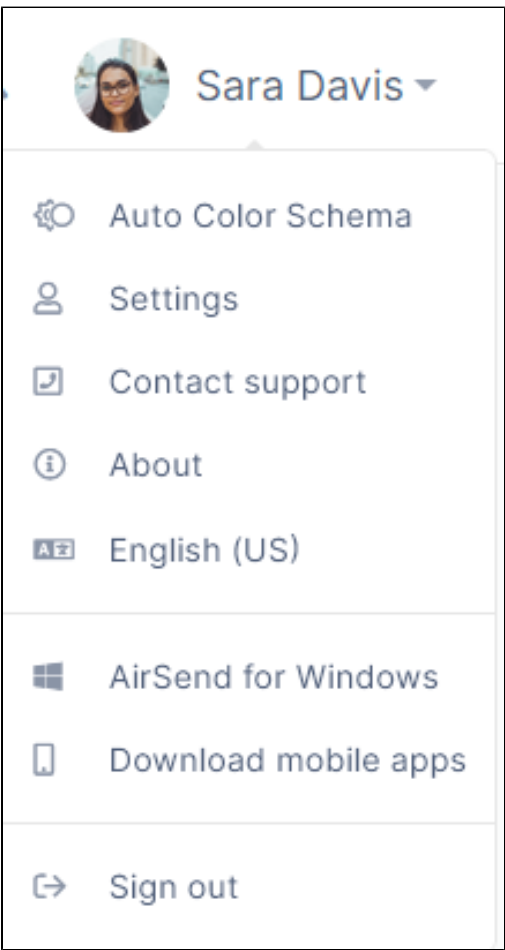 Sara Davis
Auto Color Schema
Settings
Contact support
About
English (US)
AirSend for Windows
Download mobile apps
Sign out